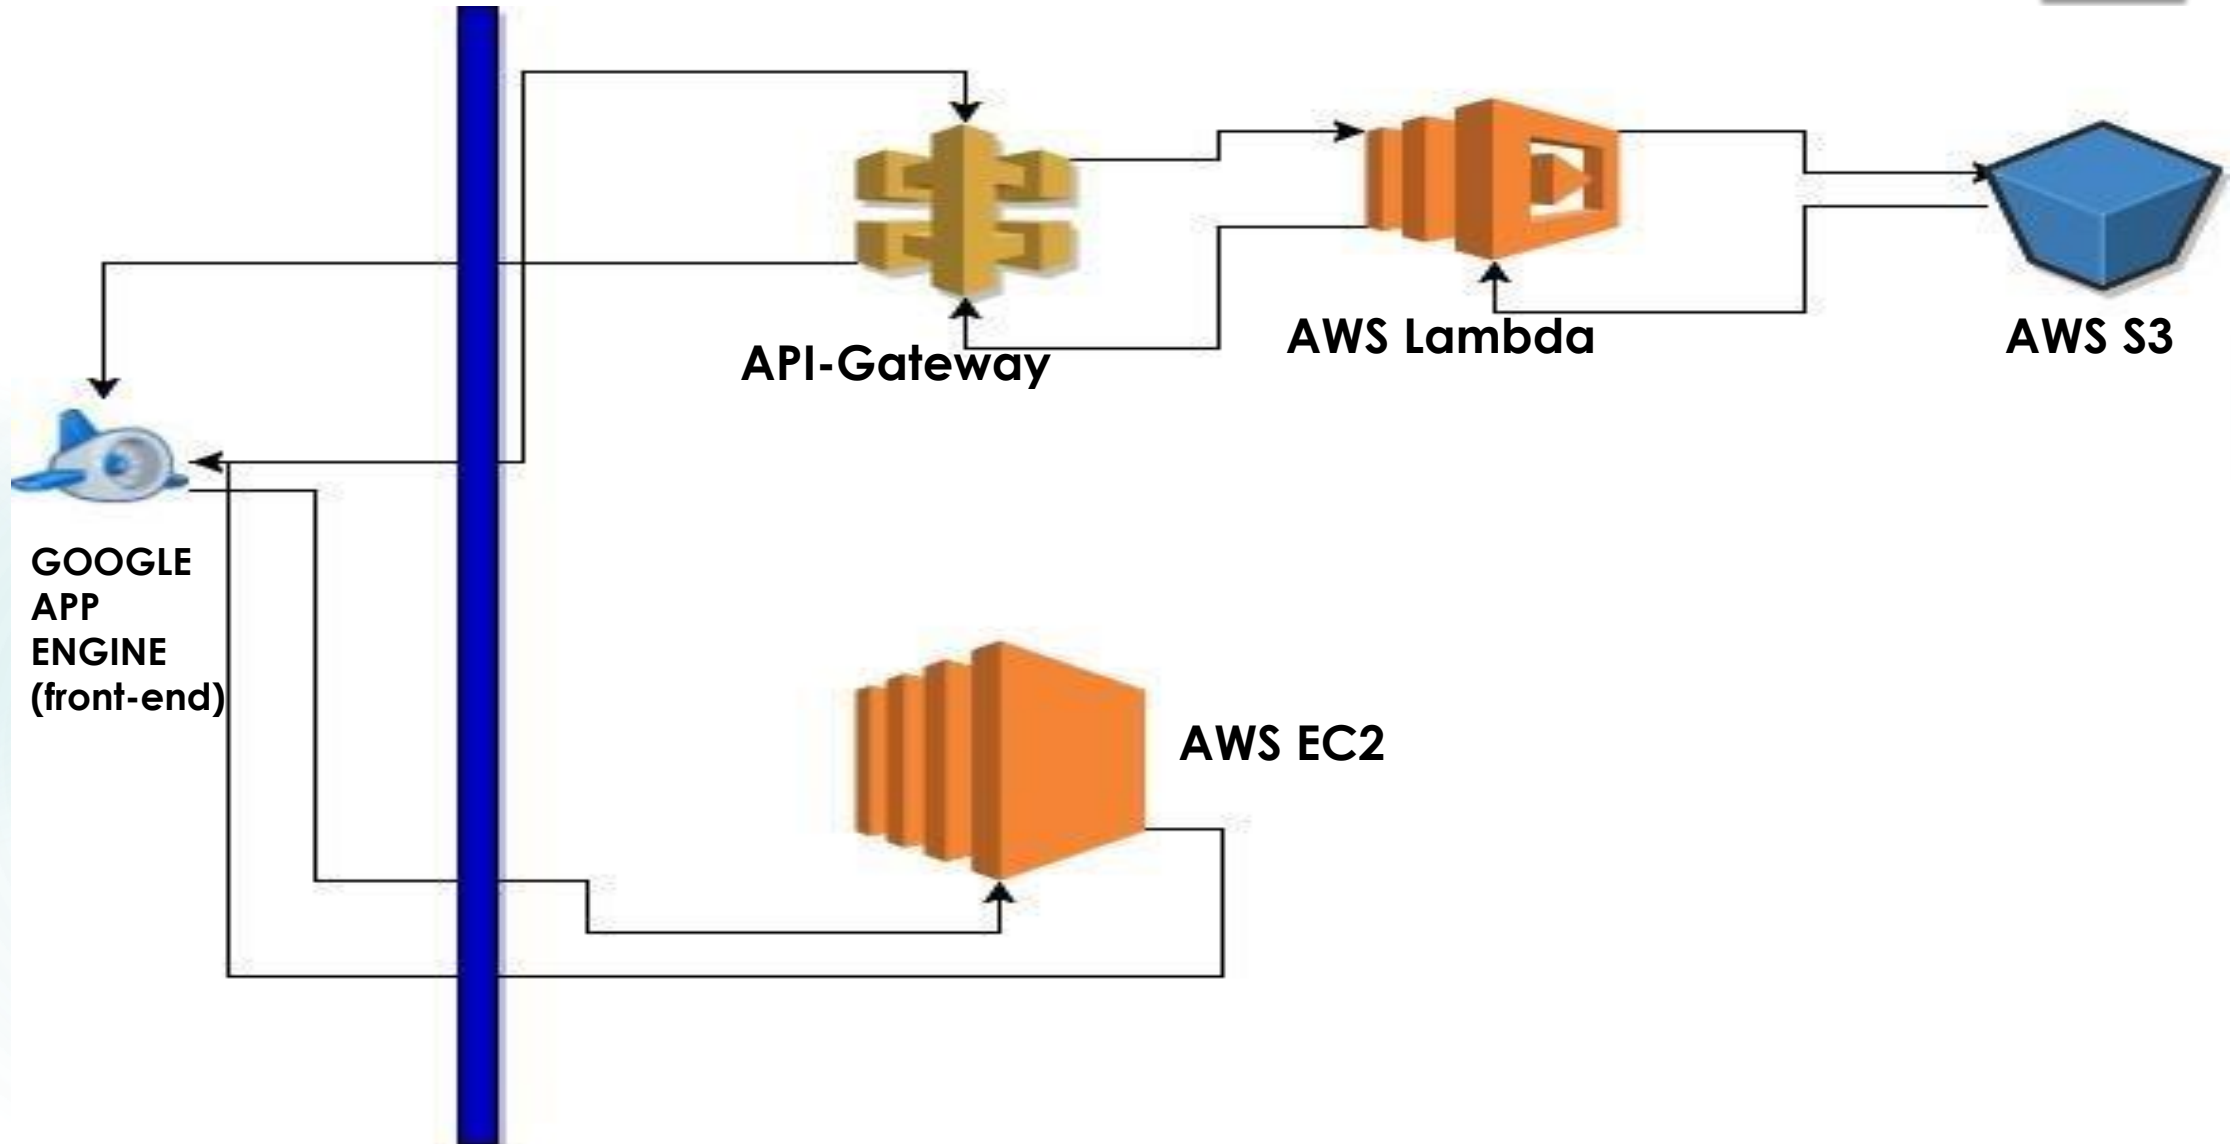 API-Gateway
AWS Lambda
AWS S3
GOOGLE
APP
ENGINE
(front-end)
AWS EC2